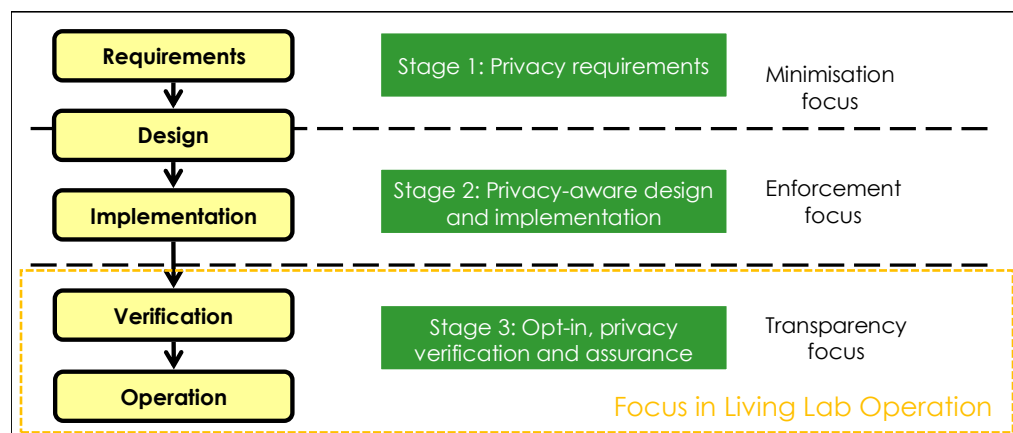 Requirements
Stage 1: Privacy requirements
Minimisation
focus
Design
Implementation
Stage 2: Privacy-aware design
and implementation
Enforcement
focus
Verification
Stage 3: Opt-in, privacy
verification and assurance
Transparency
focus
Operation
Focus in Living Lab Operation